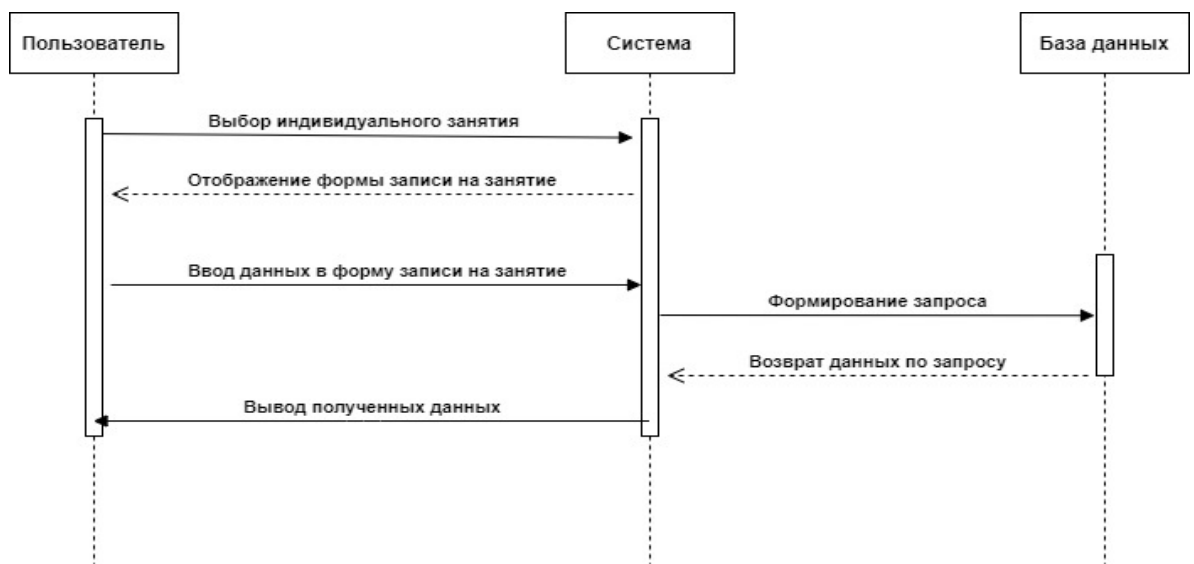 Пользователь
Система
База данных
Выбор индивидуального занятия
Отображение формы записи на занятие
Ввод данных в форму записи на занятие
Формирование запроса
Возврат данных по запросу
Вывод полученных данных